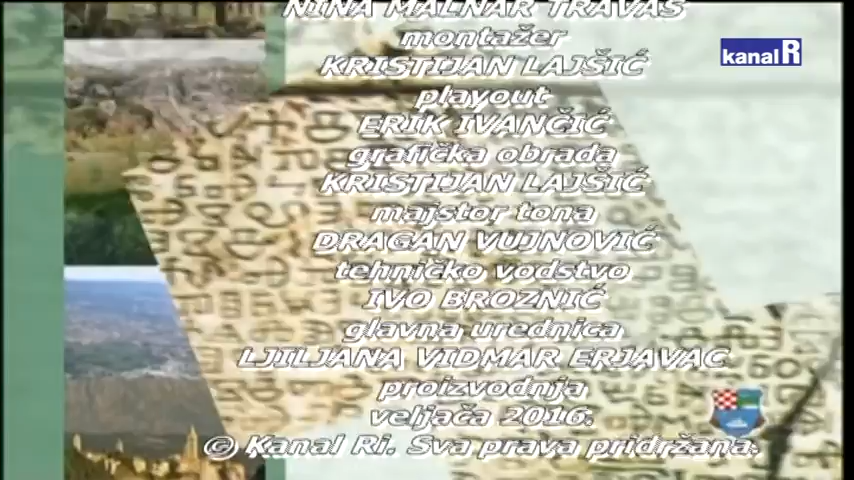 NINA MALNAR TRAVAŠ
montažer
KRISTIJAN LAJŠIĆ
playout
ERIK IVANČIĆ
grafička obrada
KRISTIJAN LAJŠIĆ
majstor tona
DRAGAN VUJNOVIĆ
tehničko vodstvo
IVO BROZNIĆ
glavna urednica
LJILJANA VIDMAR ERJAVAC
proizvodnja
veljača 2016.
© Kanal Ri. Sva prava pridržana.
kanal R